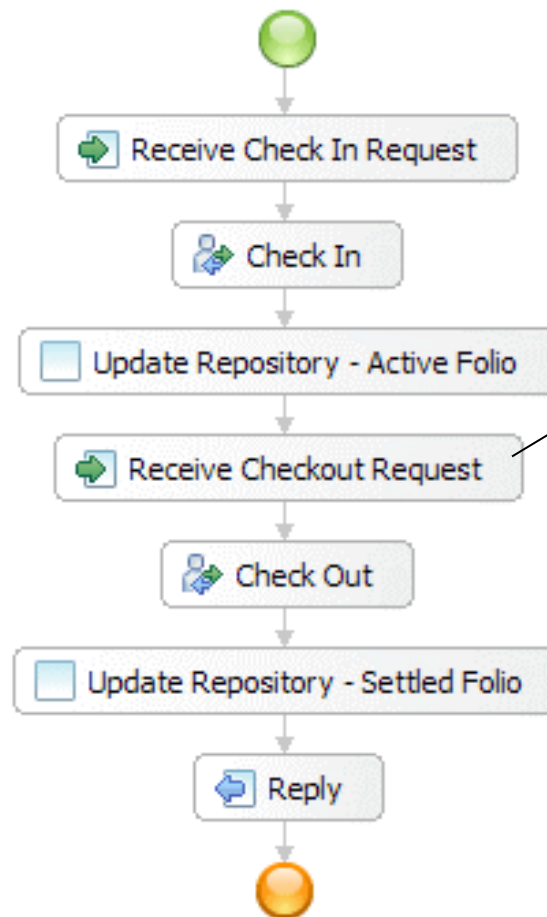 Receive Check In Request
Check In
Update Repository - Active Folio
Receive Checkout Request
Check Out
Update Repository - Settled Folio
Reply